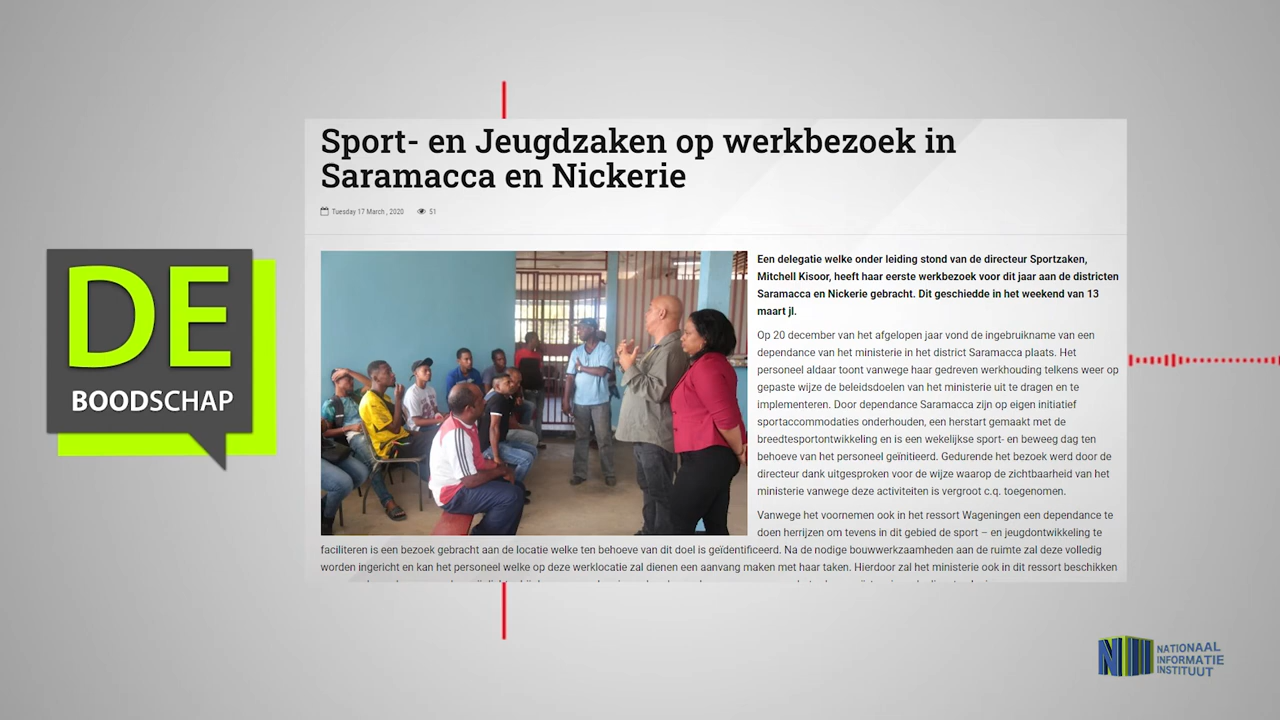 Sport- en Jeugdzaken op werkbezoek in
Saramacca en Nickerie
Tuesday 17 March , 2020 51
DE
BOODSCHAP
Een delegatie welke onder leiding stond van de directeur Sportzaken,
Mitchell Kisoor, heeft haar eerste werkbezoek voor dit jaar aan de districten
Saramacca en Nickerie gebracht. Dit geschiedde in het weekend van 13
maart jl.
Op 20 december van het afgelopen jaar vond de ingebruikname van een
dependance van het ministerie in het district Saramacca plaats. Het
personeel aldaar toont vanwege haar gedreven werkhouding telkens weer op
gepaste wijze de beleidsdoelen van het ministerie uit te dragen en te
implementeren. Door dependance Saramacca zijn op eigen initiatief
sportaccommodaties onderhouden, een herstart gemaakt met de
breedtesportontwikkeling en is een wekelijkse sport- en beweeg dag ten
behoeve van het personeel geïnitieerd. Gedurende het bezoek werd door de
directeur dank uitgesproken voor de wijze waarop de zichtbaarheid van het
ministerie vanwege deze activiteiten is vergroot c.q. toegenomen.
Vanwege het voornemen ook in het ressort Wageningen een dependance te
doen herrijzen om tevens in dit gebied de sport – en jeugdontwikkeling te
faciliteren is een bezoek gebracht aan de locatie welke ten behoeve van dit doel is geïdentificeerd. Na de nodige bouwwerkzaamheden aan de ruimte zal deze volledig
worden ingericht en kan het personeel welke op deze werklocatie zal dienen een aanvang maken met haar taken. Hierdoor zal het ministerie ook in dit ressort beschikken
NII NATIONAAL
INFORMATIE
INSTITUUT